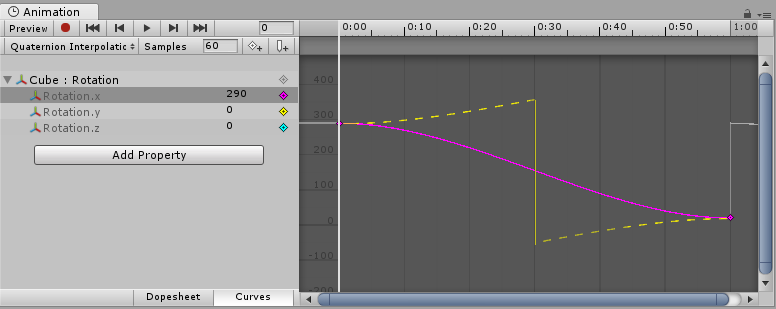 Animation
Preview 0 0:00 0:10 0:20 0:30 0:40 0:50 1:00
Quaternion Interpolatic Samples 60
Cube : Rotation
Rotation.x 290
Rotation.y 0
Rotation.z 0
Add Property
400
300
200
100
0
-100
-200
Dopesheet Curves